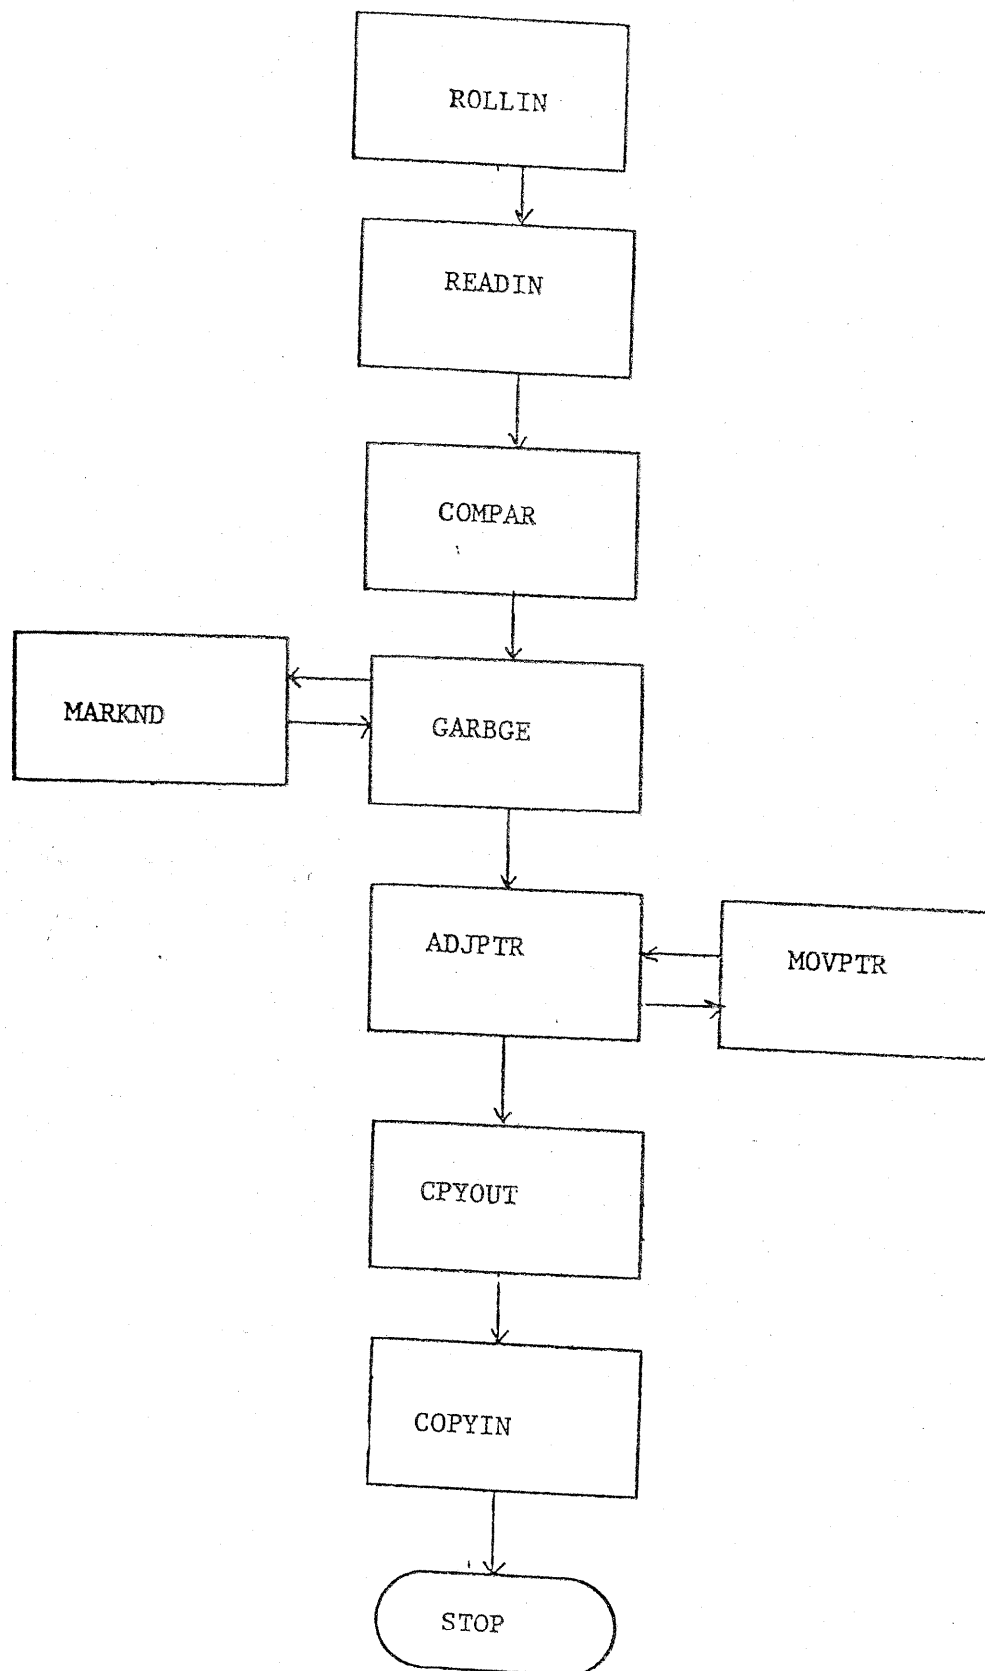 ROLLIN
READIN
COMPAR
MARKND
GARBGE
ADJPTR
MOVPTR
CPYOUT
COPYIN
STOP